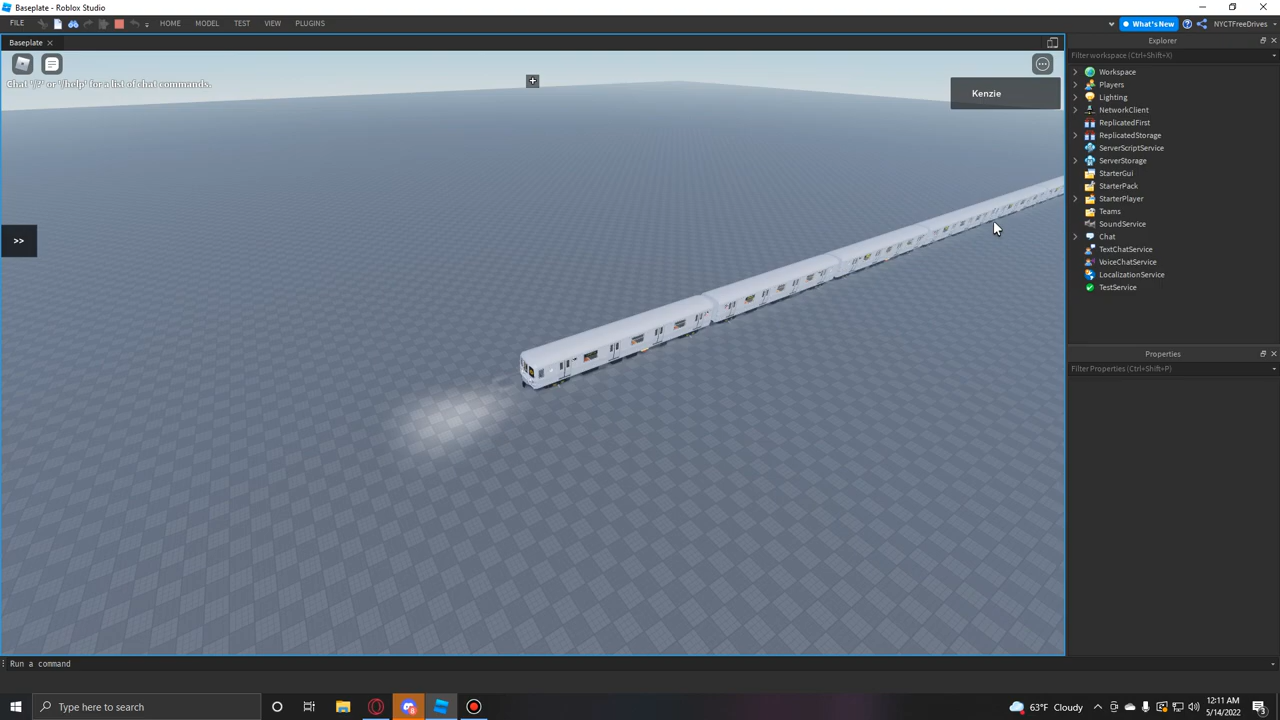 Baseplate - Roblox Studio
FILE HOME MODEL TEST VIEW PLUGINS What's New NYCTFreeDrives
Baseplate
Chat '/?' or '/help' for a list of chat commands.
Kenzie
>>
Explorer
Filter workspace (Ctrl+Shift+X)
Workspace
Players
Lighting
NetworkClient
ReplicatedFirst
ReplicatedStorage
ServerScriptService
ServerStorage
StarterGui
StarterPack
StarterPlayer
Teams
SoundService
Chat
TextChatService
VoiceChatService
LocalizationService
TestService
Properties
Filter Properties (Ctrl+Shift+P)
Run a command
Type here to search
63°F Cloudy
12:11 AM
5/14/2022
3